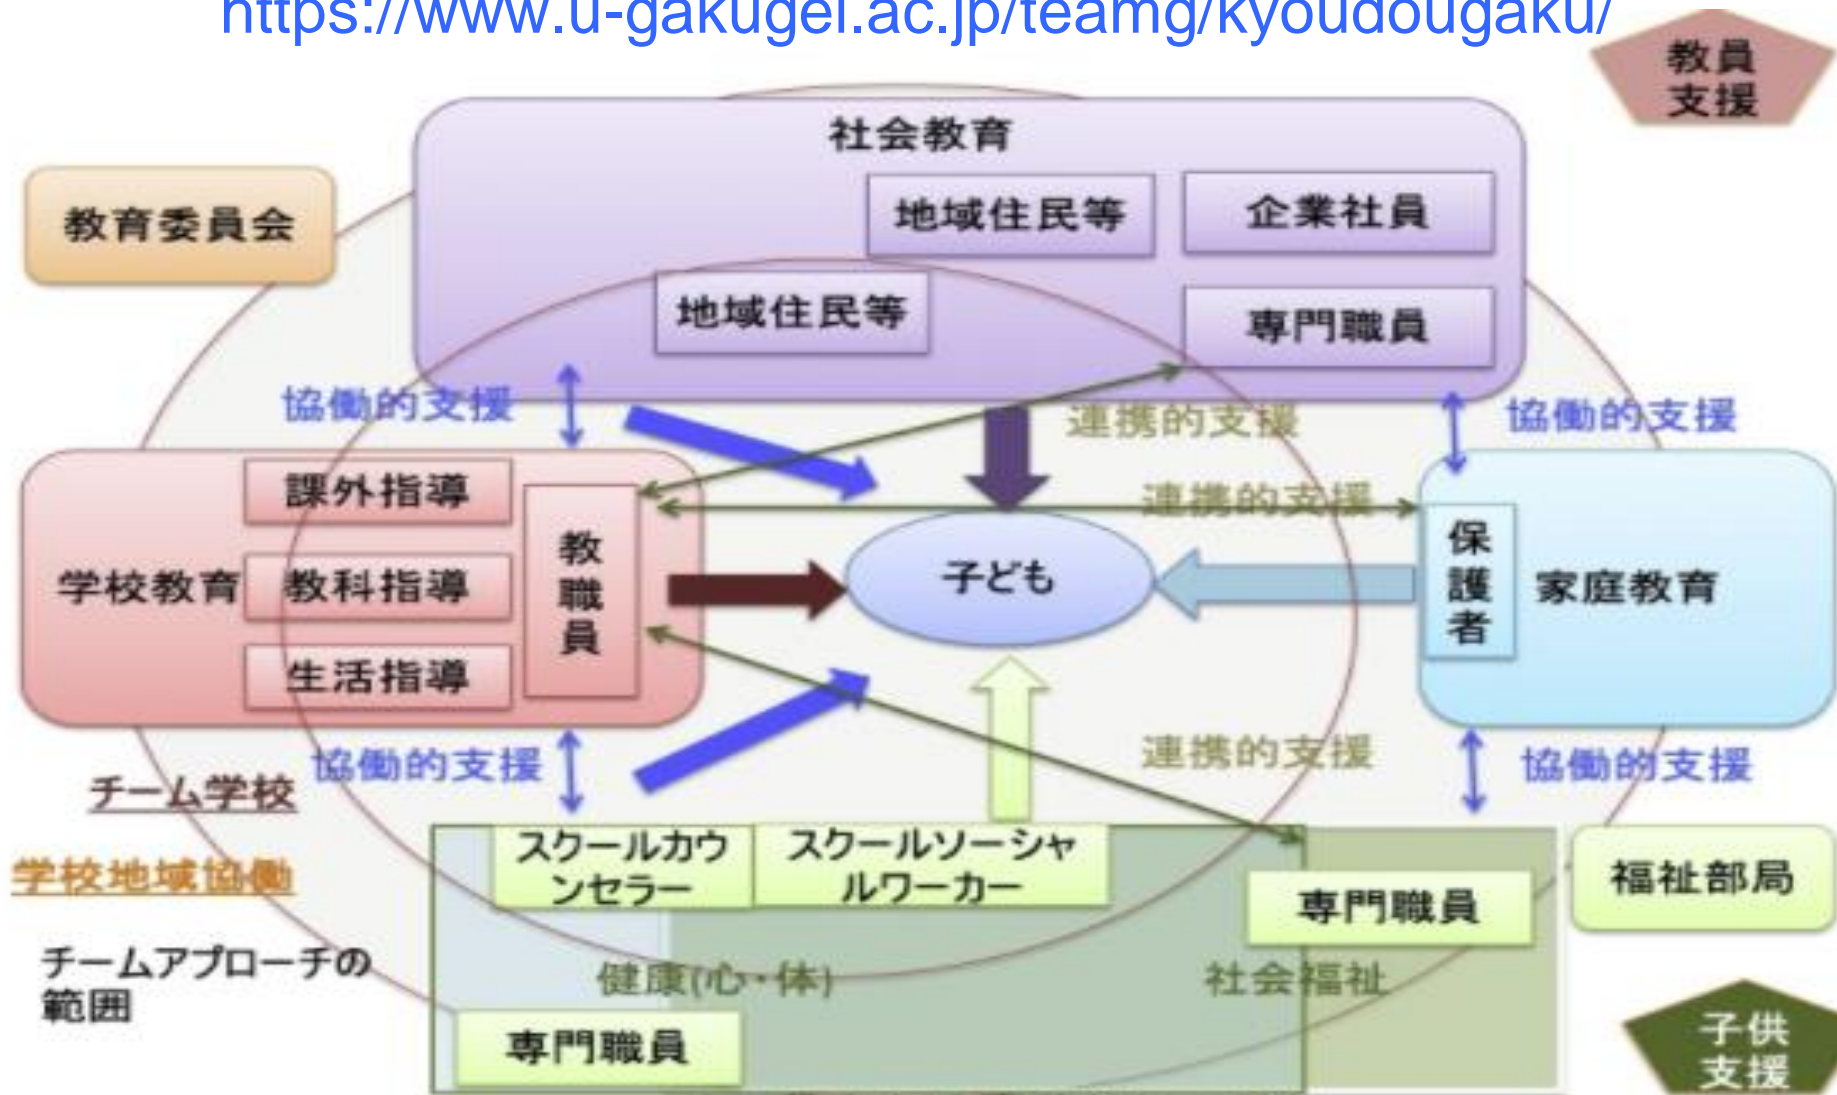 https://www.u-gakugei.ac.jp/teamg/kyoudougaku/
教員
支援
社会教育
教育委員会
地域住民等
企業社員
地域住民等
専門職員
協働的支援
連携的支援
協働的支援
課外指導
連携的支援
教職員
保護者
学校教育
教科指導
子ども
家庭教育
生活指導
協働的支援
連携的支援
協働的支援
チーム学校
スクールカウ
ンセラー
スクールソーシャ
ルワーカー
学校地域協働
専門職員
福祉部局
チームアプローチの
範囲
健康(心・体)
社会福祉
専門職員
子供
支援